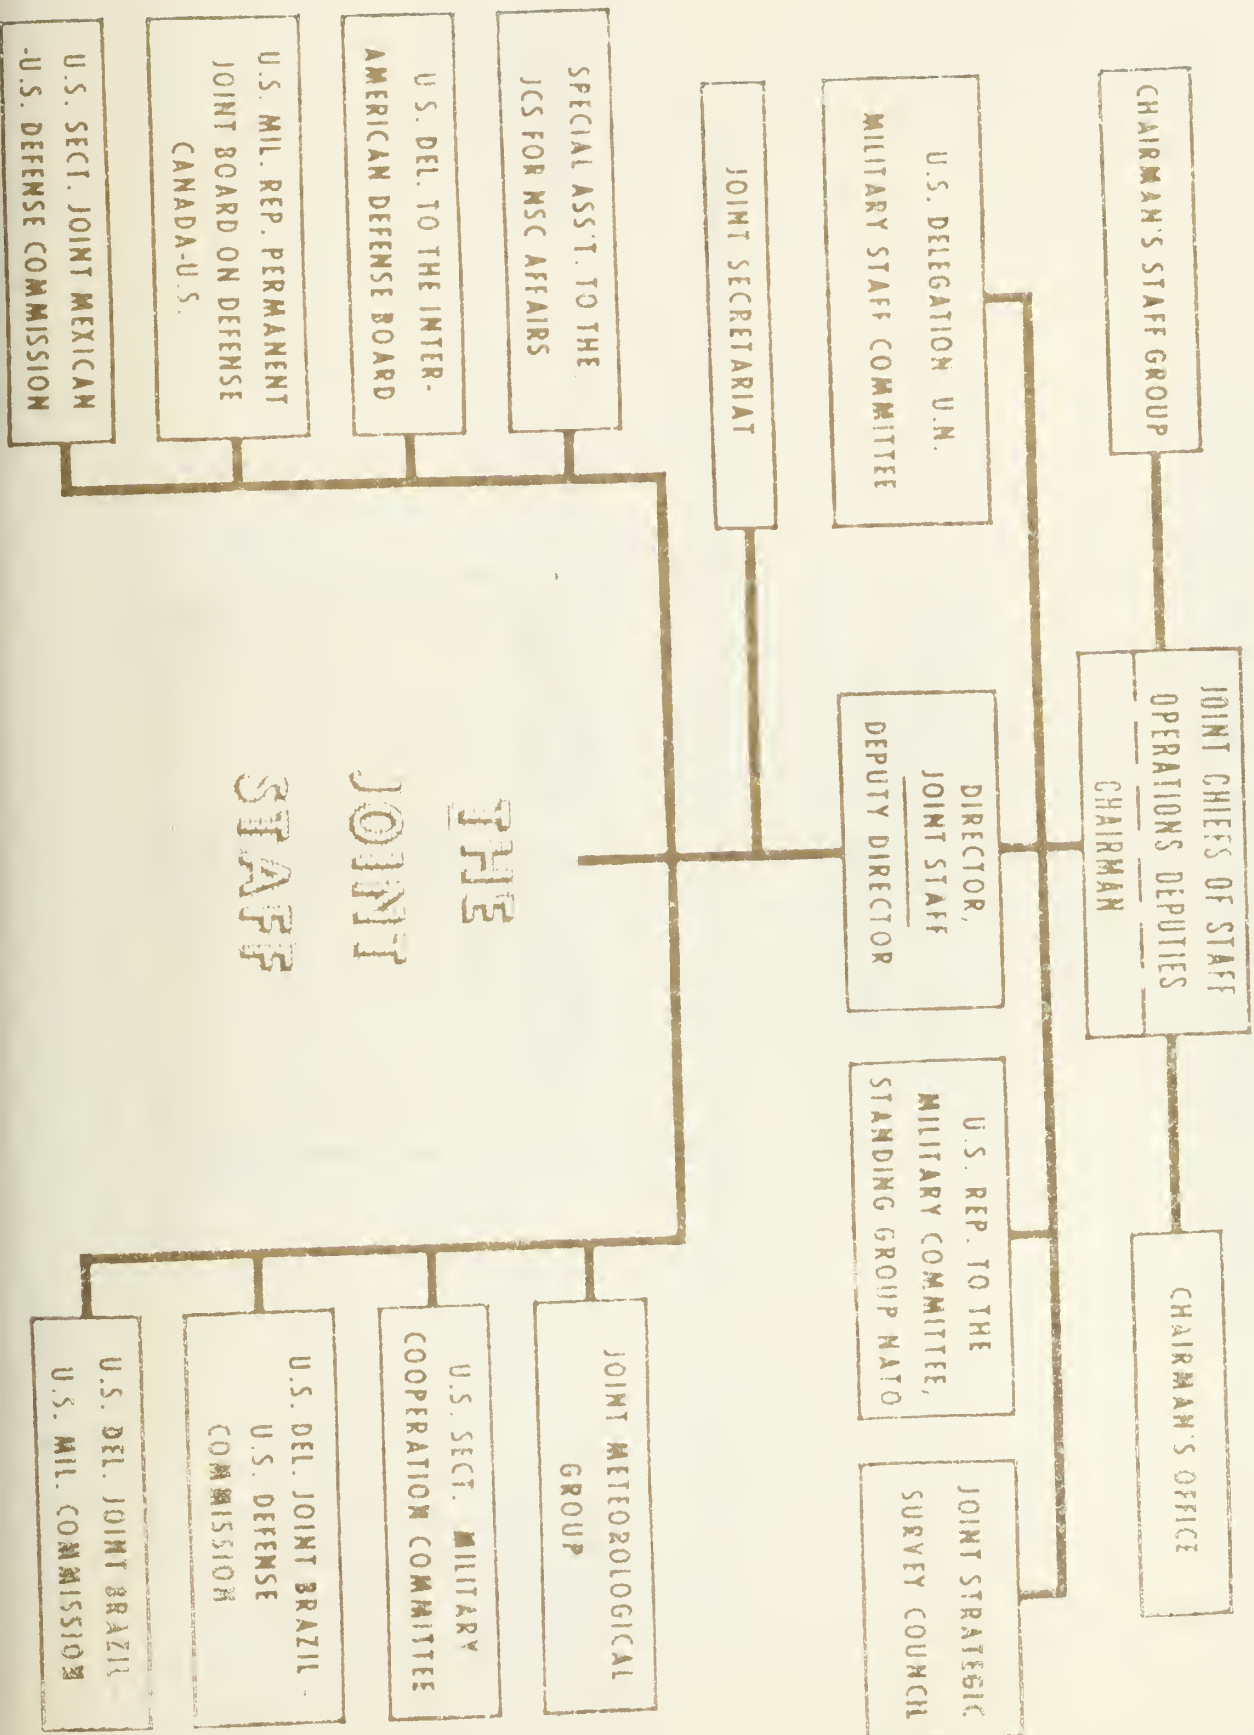 JOINT CHIEFS OF STAFF
OPERATIONS DEPUTIES
CHAIRMAN
CHAIRMAN'S STAFF GROUP
CHAIRMAN'S OFFICE
U.S. DELEGATION U.N.
MILITARY STAFF COMMITTEE
DIRECTOR,
JOINT STAFF
DEPUTY DIRECTOR
U.S. REP. TO THE
MILITARY COMMITTEE,
STANDING GROUP NATO
JOINT STRATEGIC
SURVEY COUNCIL
JOINT SECRETARIAT
SPECIAL ASS'T. TO THE
JCS FOR NSC AFFAIRS
U.S. DEL. TO THE INTER-
AMERICAN DEFENSE BOARD
U.S. MIL. REP. PERMANENT
JOINT BOARD ON DEFENSE
CANADA-U.S.
U.S. SECT. JOINT MEXICAN
-U.S. DEFENSE COMMISSION
THE
JOINT
STAFF
JOINT METEOROLOGICAL
GROUP
U.S. SECT. MILITARY
COOPERATION COMMITTEE
U.S. DEL. JOINT BRAZIL -
U.S. DEFENSE
COMMISSION
U.S. DEL. JOINT BRAZIL -
U.S. MIL. COMMISSION